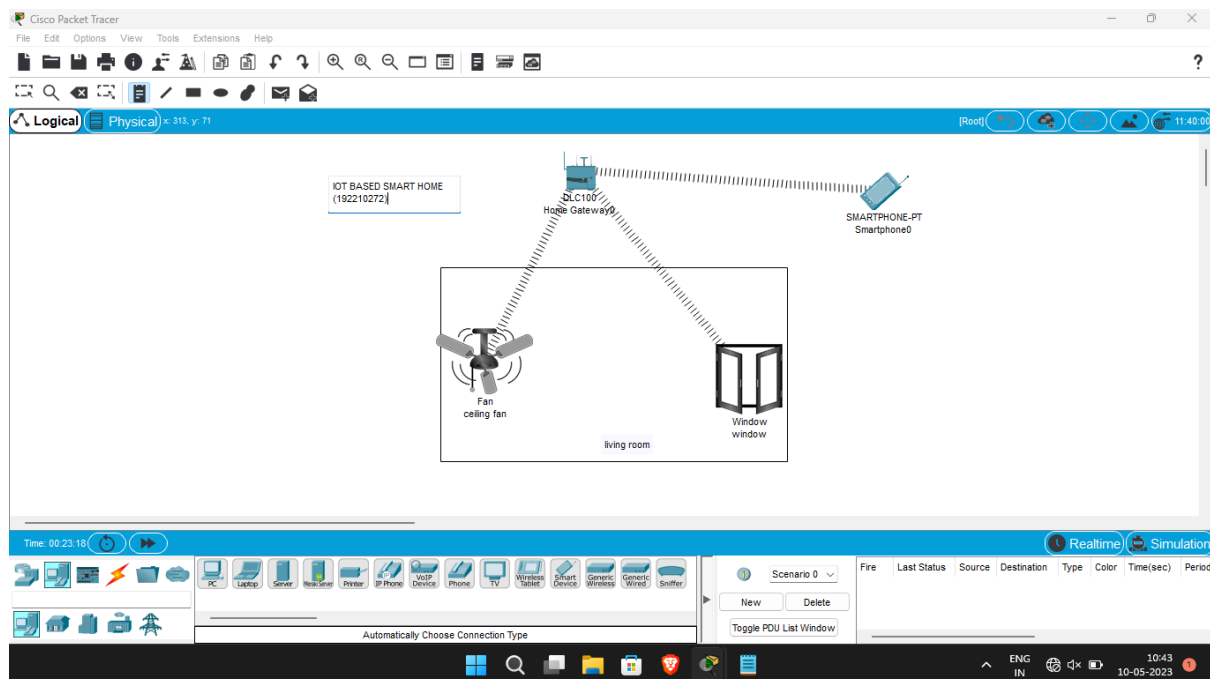 Cisco Packet Tracer
File Edit Options View Tools Extensions Help
?
Logical Physical x: 313, y: 71 [Root] 11:40:00
IOT BASED SMART HOME
(192210272)
DLC100
Home Gateway0
SMARTPHONE-PT
Smartphone0
Fan
ceiling fan
Window
window
living room
Time: 00:23:18 Realtime Simulation
PC Laptop Server Meraki Server Printer IP Phone VoIP Device Phone TV Wireless Tablet Smart Device Generic Wireless Generic Wired Sniffer
Scenario 0
Fire Last Status Source Destination Type Color Time(sec) Period
New Delete
Toggle PDU List Window
Automatically Choose Connection Type
ENG
IN
10:43
10-05-2023
1